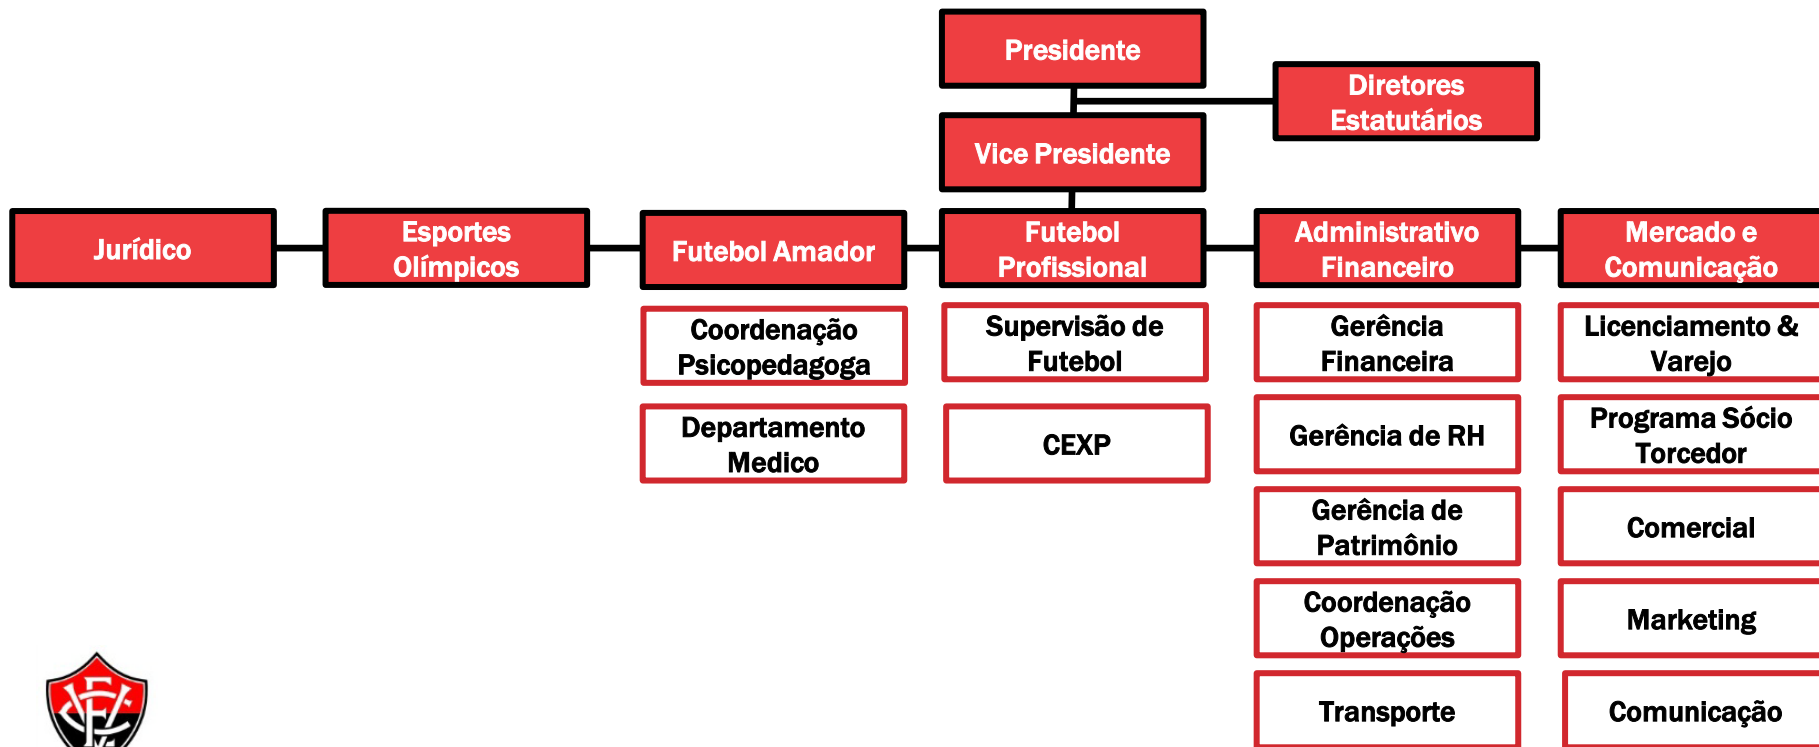 Presidente
Diretores
Estatutários
Vice Presidente
Jurídico
Esportes
Olímpicos
Futebol Amador
Futebol
Profissional
Administrativo
Financeiro
Mercado e
Comunicação
Coordenação
Psicopedagoga
Departamento
Medico
Supervisão de
Futebol
CEXP
Gerência
Financeira
Gerência de RH
Gerência de
Patrimônio
Coordenação
Operações
Transporte
Licenciamento &
Varejo
Programa Sócio
Torcedor
Comercial
Marketing
Comunicação